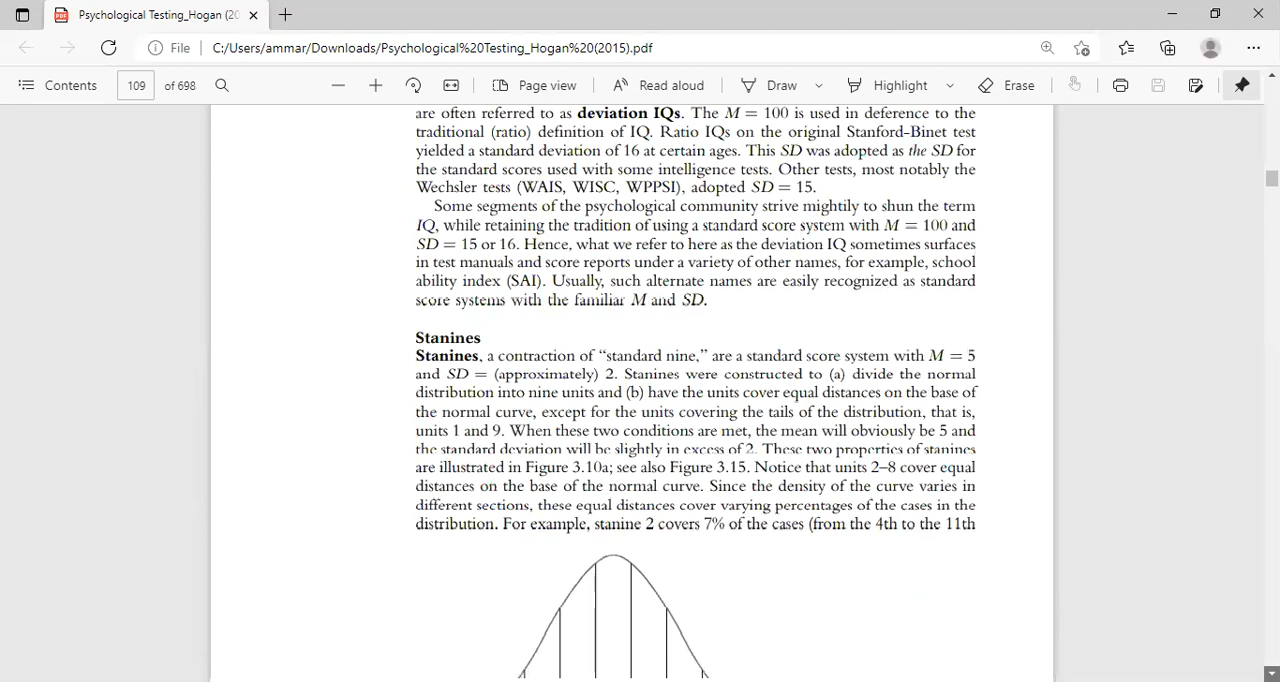 Psychological Testing_Hogan (20
File
C:/Users/ammar/Downloads/Psychological%20Testing_Hogan%20(2015).pdf
Contents
109 of 698
Page view
Read aloud
Draw
Highlight
Erase
are often referred to as deviation IQs. The M = 100 is used in deference to the
traditional (ratio) definition of IQ. Ratio IQs on the original Stanford–Binet test
yielded a standard deviation of 16 at certain ages. This SD was adopted as the SD for
the standard scores used with some intelligence tests. Other tests, most notably the
Wechsler tests (WAIS, WISC, WPPSI), adopted SD = 15.
Some segments of the psychological community strive mightily to shun the term
IQ, while retaining the tradition of using a standard score system with M = 100 and
SD = 15 or 16. Hence, what we refer to here as the deviation IQ sometimes surfaces
in test manuals and score reports under a variety of other names, for example, school
ability index (SAI). Usually, such alternate names are easily recognized as standard
score systems with the familiar M and SD.
Stanines
Stanines, a contraction of “standard nine,” are a standard score system with M = 5
and SD = (approximately) 2. Stanines were constructed to (a) divide the normal
distribution into nine units and (b) have the units cover equal distances on the base of
the normal curve, except for the units covering the tails of the distribution, that is,
units 1 and 9. When these two conditions are met, the mean will obviously be 5 and
the standard deviation will be slightly in excess of 2. These two properties of stanines
are illustrated in Figure 3.10a; see also Figure 3.15. Notice that units 2–8 cover equal
distances on the base of the normal curve. Since the density of the curve varies in
different sections, these equal distances cover varying percentages of the cases in the
distribution. For example, stanine 2 covers 7% of the cases (from the 4th to the 11th